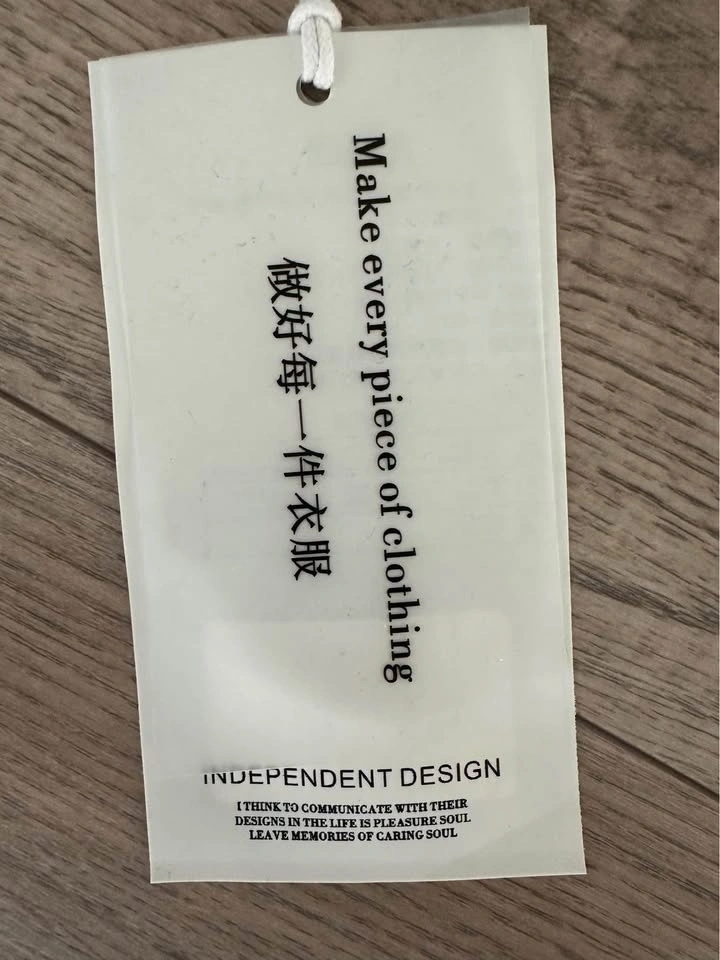 Make every piece of clothing
做好每一件衣服
INDEPENDENT DESIGN
I THINK TO COMMUNICATE WITH THEIR
DESIGNS IN THE LIFE IS PLEASURE SOUL
LEAVE MEMORIES OF CARING SOUL